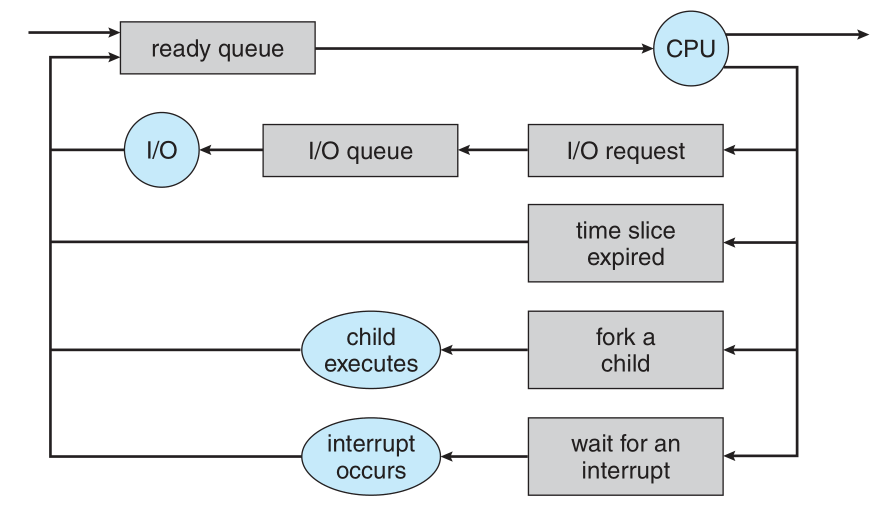 ready queue
CPU
I/O
I/O queue
I/O request
time slice
expired
child
executes
fork a
child
interrupt
occurs
wait for an
interrupt